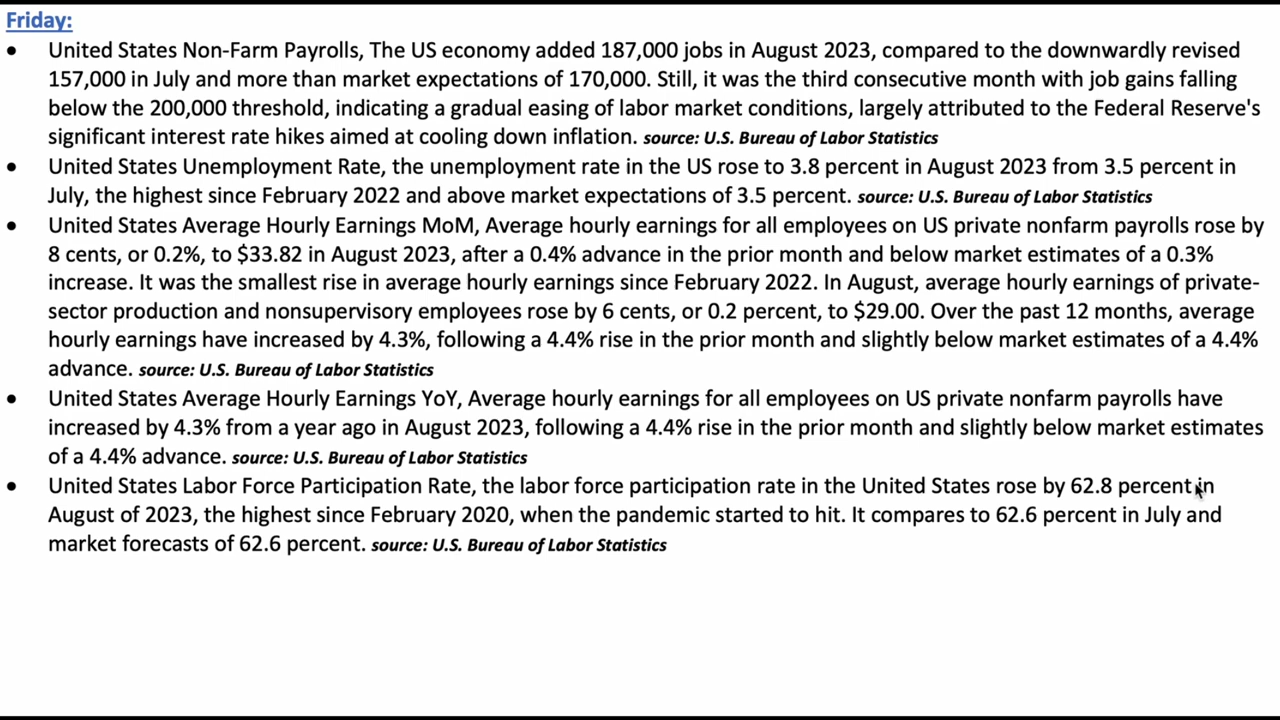 Friday:
• United States Non-Farm Payrolls, The US economy added 187,000 jobs in August 2023, compared to the downwardly revised
157,000 in July and more than market expectations of 170,000. Still, it was the third consecutive month with job gains falling
below the 200,000 threshold, indicating a gradual easing of labor market conditions, largely attributed to the Federal Reserve's
significant interest rate hikes aimed at cooling down inflation. source: U.S. Bureau of Labor Statistics
• United States Unemployment Rate, the unemployment rate in the US rose to 3.8 percent in August 2023 from 3.5 percent in
July, the highest since February 2022 and above market expectations of 3.5 percent. source: U.S. Bureau of Labor Statistics
• United States Average Hourly Earnings MoM, Average hourly earnings for all employees on US private nonfarm payrolls rose by
8 cents, or 0.2%, to $33.82 in August 2023, after a 0.4% advance in the prior month and below market estimates of a 0.3%
increase. It was the smallest rise in average hourly earnings since February 2022. In August, average hourly earnings of private-
sector production and nonsupervisory employees rose by 6 cents, or 0.2 percent, to $29.00. Over the past 12 months, average
hourly earnings have increased by 4.3%, following a 4.4% rise in the prior month and slightly below market estimates of a 4.4%
advance. source: U.S. Bureau of Labor Statistics
• United States Average Hourly Earnings YoY, Average hourly earnings for all employees on US private nonfarm payrolls have
increased by 4.3% from a year ago in August 2023, following a 4.4% rise in the prior month and slightly below market estimates
of a 4.4% advance. source: U.S. Bureau of Labor Statistics
• United States Labor Force Participation Rate, the labor force participation rate in the United States rose by 62.8 percent in
August of 2023, the highest since February 2020, when the pandemic started to hit. It compares to 62.6 percent in July and
market forecasts of 62.6 percent. source: U.S. Bureau of Labor Statistics